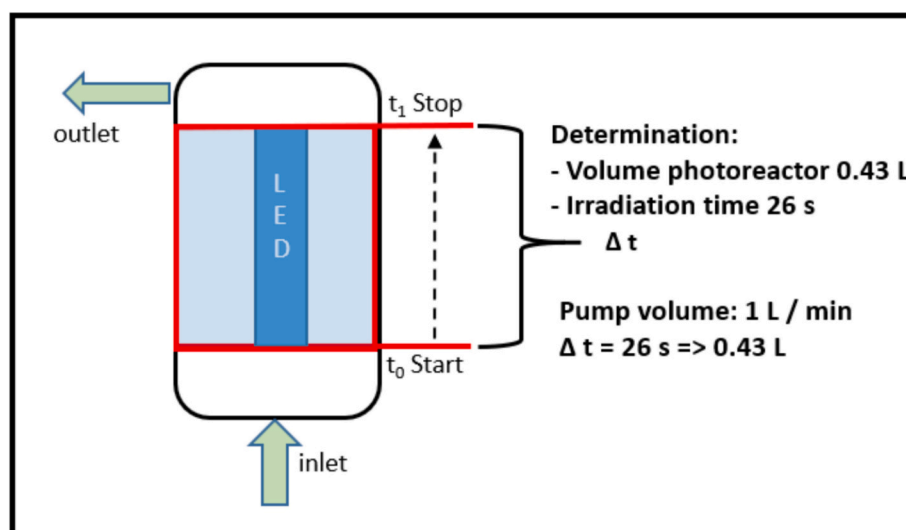 t₁ Stop
outlet
LED
Determination:
- Volume photoreactor 0.43 L
- Irradiation time 26 s
Δ t
Pump volume: 1 L / min
Δ t = 26 s => 0.43 L
t₀ Start
inlet